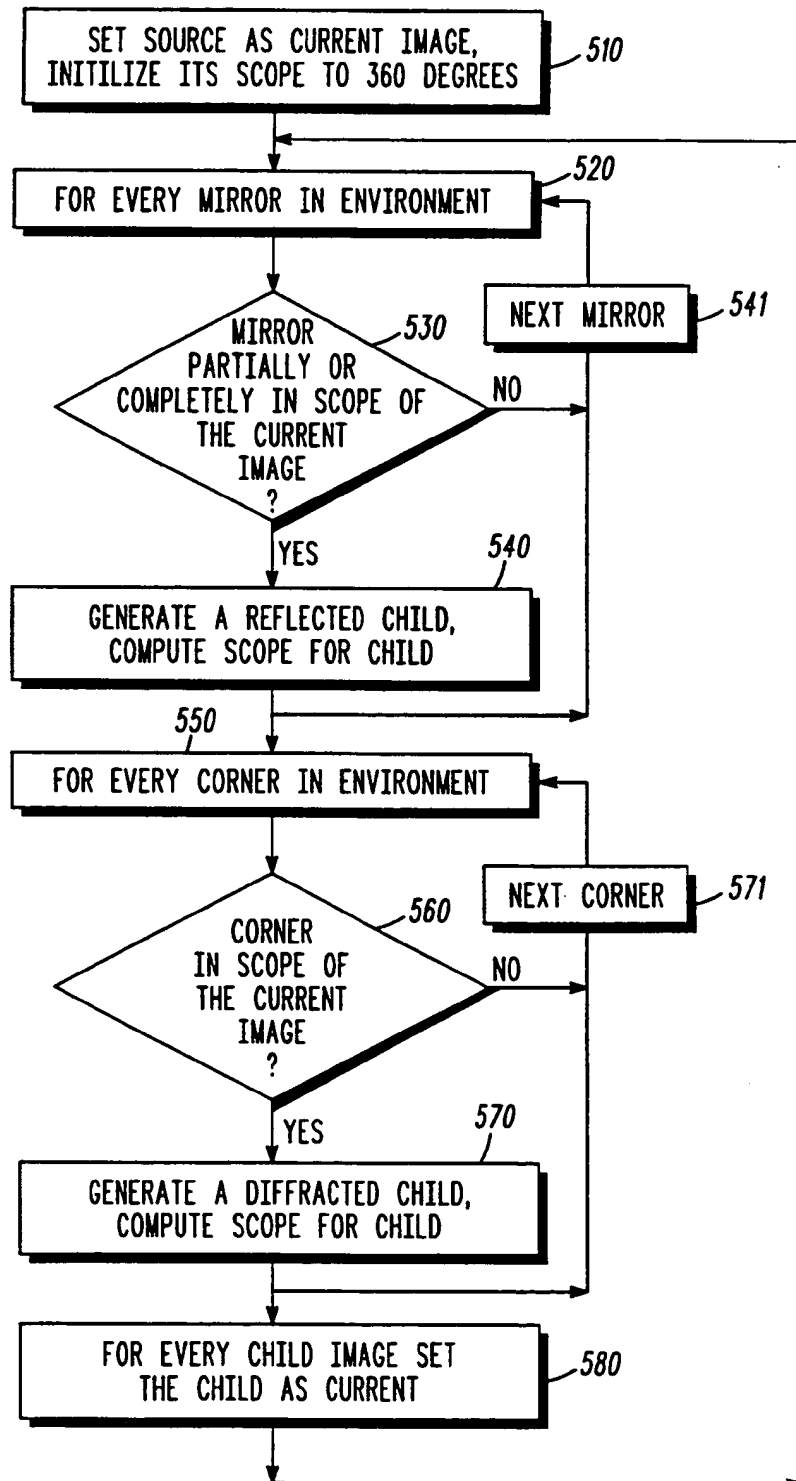 SET SOURCE AS CURRENT IMAGE,
INITILIZE ITS SCOPE TO 360 DEGREES
510
520
FOR EVERY MIRROR IN ENVIRONMENT
530
MIRROR
PARTIALLY OR
COMPLETELY IN SCOPE OF
THE CURRENT
IMAGE
?
NO
NEXT MIRROR
541
YES
540
GENERATE A REFLECTED CHILD,
COMPUTE SCOPE FOR CHILD
550
FOR EVERY CORNER IN ENVIRONMENT
560
CORNER
IN SCOPE OF
THE CURRENT
IMAGE
?
NO
NEXT CORNER
571
YES
570
GENERATE A DIFFRACTED CHILD,
COMPUTE SCOPE FOR CHILD
FOR EVERY CHILD IMAGE SET
THE CHILD AS CURRENT
580